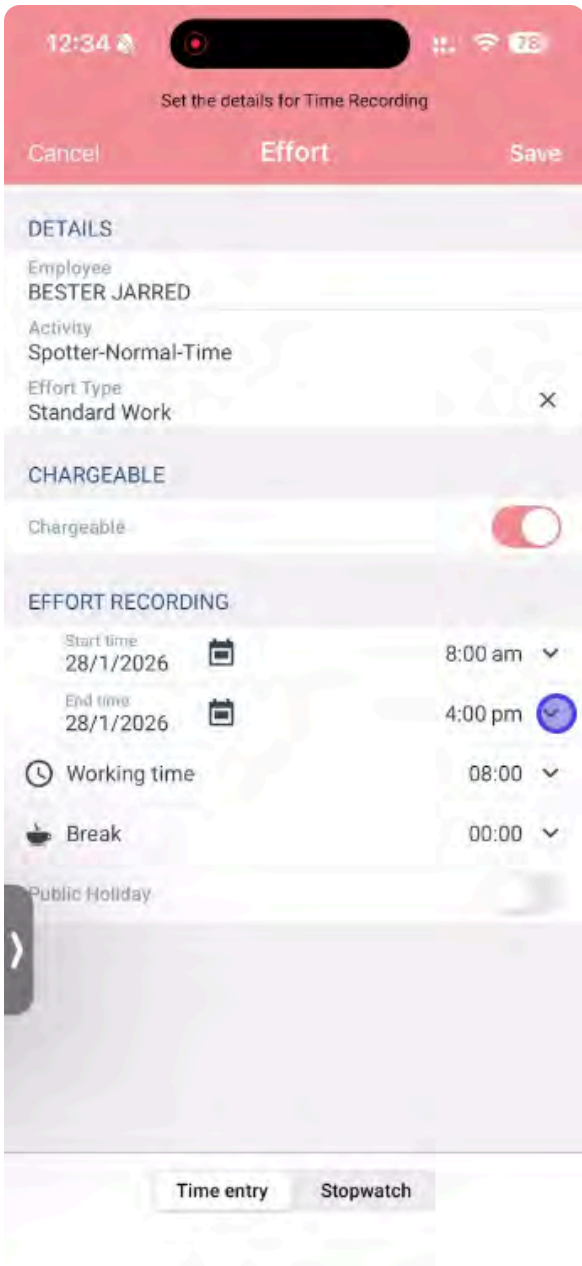 12:34
78
Set the details for Time Recording
Cancel Effort Save
DETAILS
Employee
BESTER JARRED
Activity
Spotter-Normal-Time
Effort Type
Standard Work
CHARGEABLE
Chargeable
EFFORT RECORDING
Start time
28/1/2026 8:00 am
End time
28/1/2026 4:00 pm
Working time 08:00
Break 00:00
Public Holiday
Time entry Stopwatch